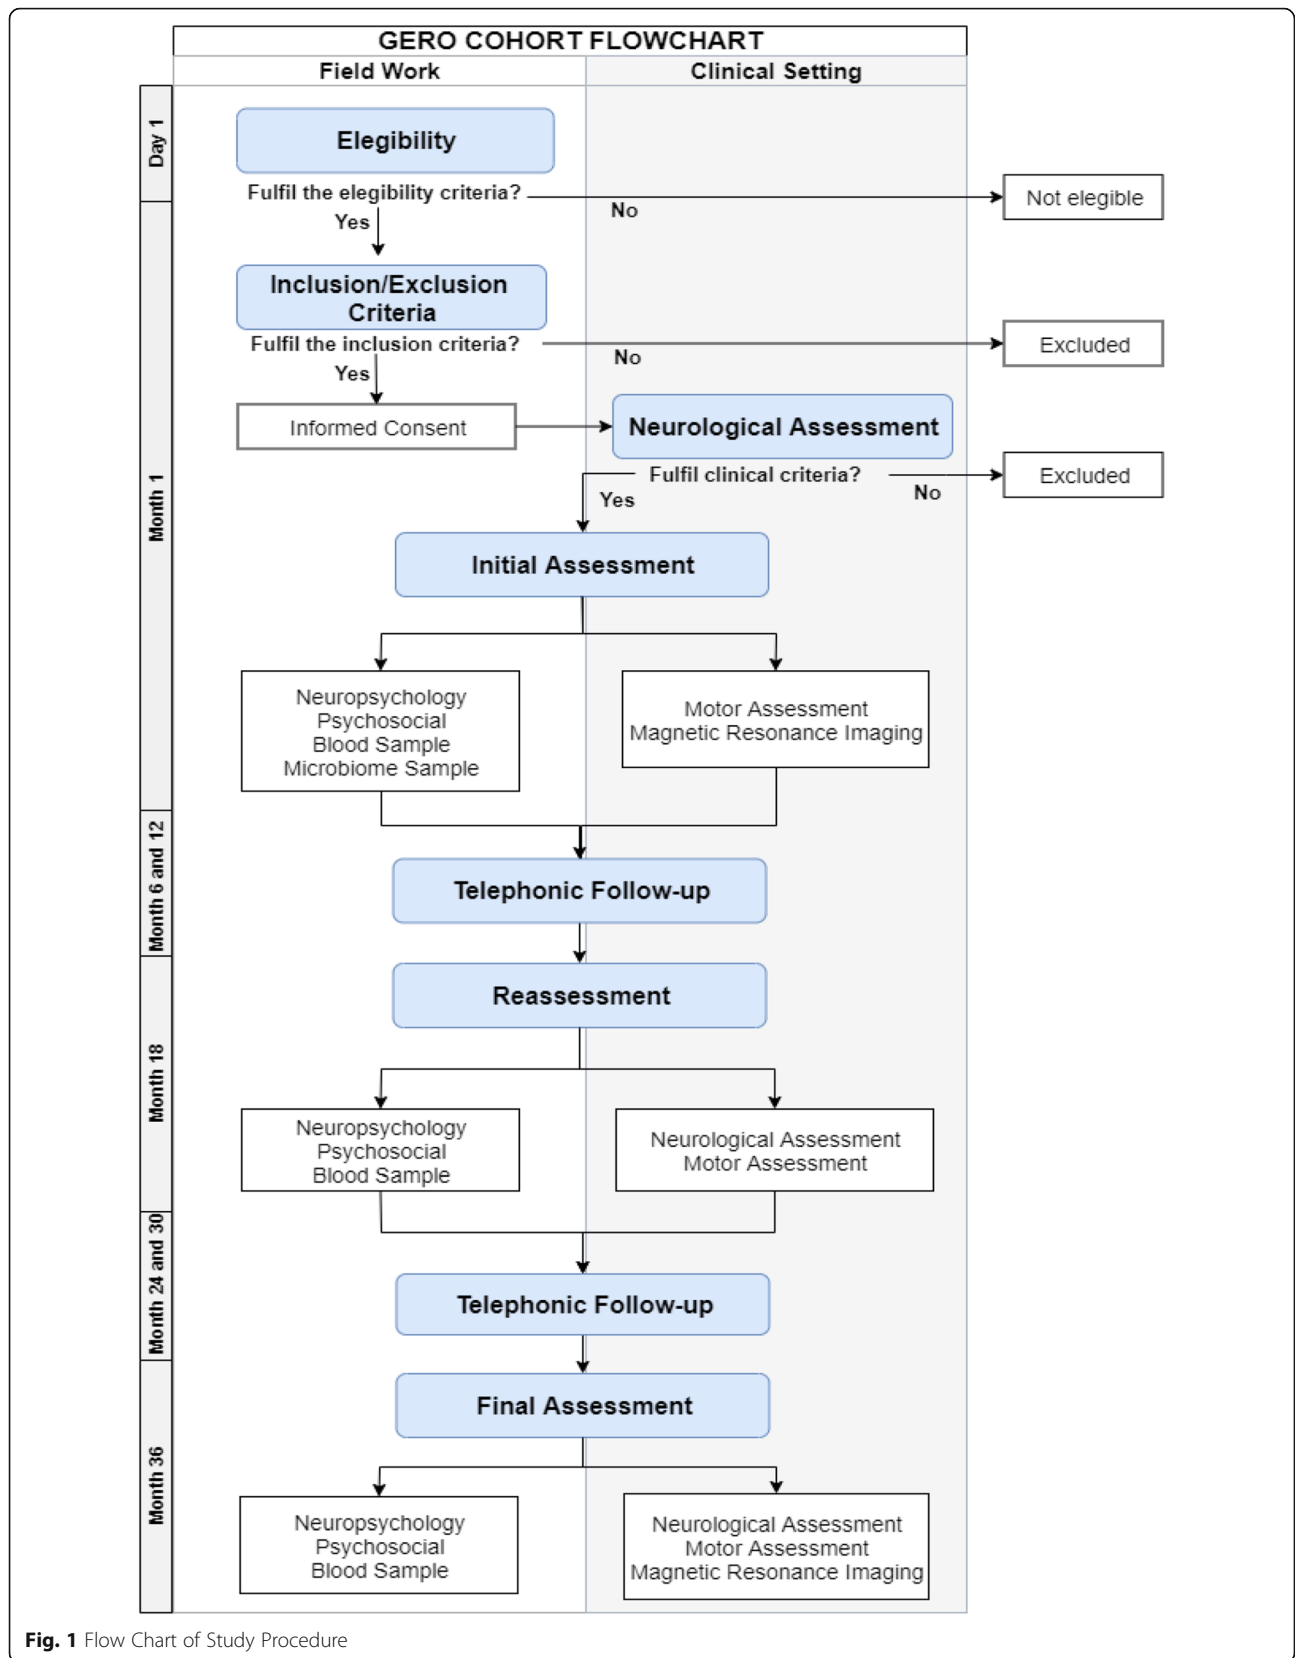 GERO COHORT FLOWCHART
Field Work
Clinical Setting
Day 1
Elegibility
Fulfil the elegibility criteria?
No
Not elegible
Yes
Month 1
Inclusion/Exclusion
Criteria
Fulfil the inclusion criteria?
No
Excluded
Yes
Informed Consent
Neurological Assessment
Fulfil clinical criteria?
No
Excluded
Yes
Initial Assessment
Neuropsychology
Psychosocial
Blood Sample
Microbiome Sample
Motor Assessment
Magnetic Resonance Imaging
Month 6 and 12
Telephonic Follow-up
Month 18
Reassessment
Neuropsychology
Psychosocial
Blood Sample
Neurological Assessment
Motor Assessment
Month 24 and 30
Telephonic Follow-up
Month 36
Final Assessment
Neuropsychology
Psychosocial
Blood Sample
Neurological Assessment
Motor Assessment
Magnetic Resonance Imaging
Fig. 1 Flow Chart of Study Procedure